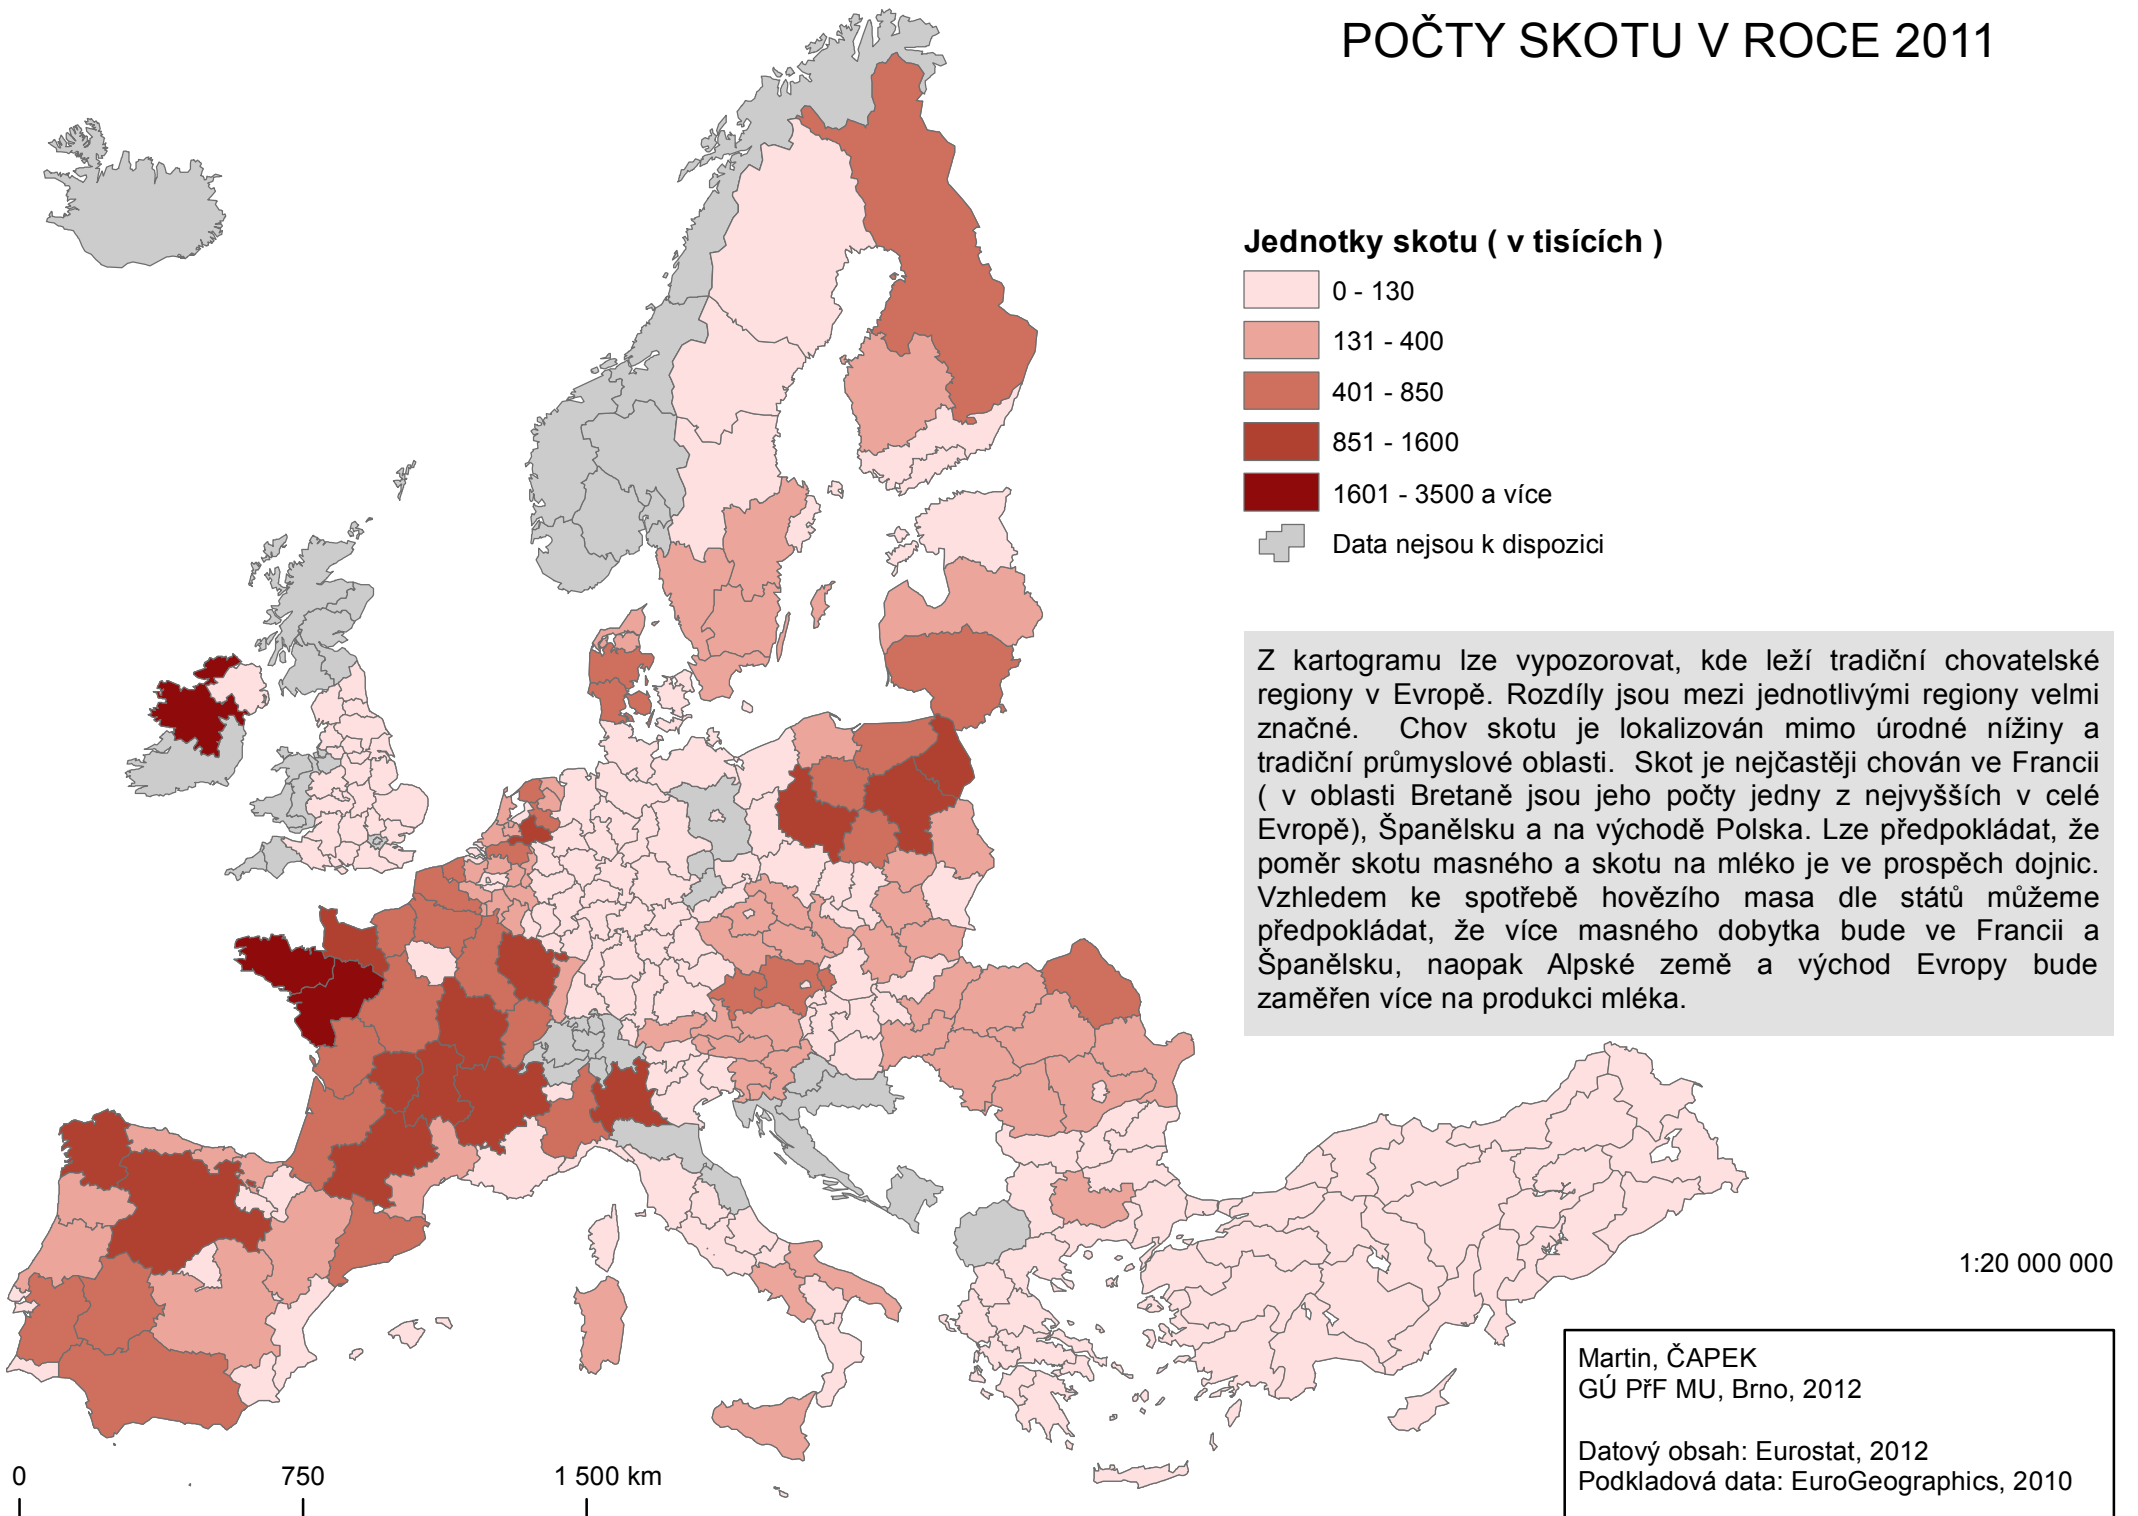 POČTY SKOTU V ROCE 2011
Jednotky skotu ( v tisících )
0 - 130
131 - 400
401 - 850
851 - 1600
1601 - 3500 a více
Data nejsou k dispozici
Z kartogramu lze vypozorovat, kde leží tradiční chovatelské
regiony v Evropě. Rozdíly jsou mezi jednotlivými regiony velmi
značné. Chov skotu je lokalizován mimo úrodné nížiny a
tradiční průmyslové oblasti. Skot je nejčastěji chován ve Francii
( v oblasti Bretaně jsou jeho počty jedny z nejvyšších v celé
Evropě), Španělsku a na východě Polska. Lze předpokládat, že
poměr skotu masného a skotu na mléko je ve prospěch dojnic.
Vzhledem ke spotřebě hovězího masa dle států můžeme
předpokládat, že více masného dobytka bude ve Francii a
Španělsku, naopak Alpské země a východ Evropy bude
zaměřen více na produkci mléka.
1:20 000 000
Martin, ČAPEK
GÚ PřF MU, Brno, 2012
Datový obsah: Eurostat, 2012
Podkladová data: EuroGeographics, 2010
0 750 1 500 km